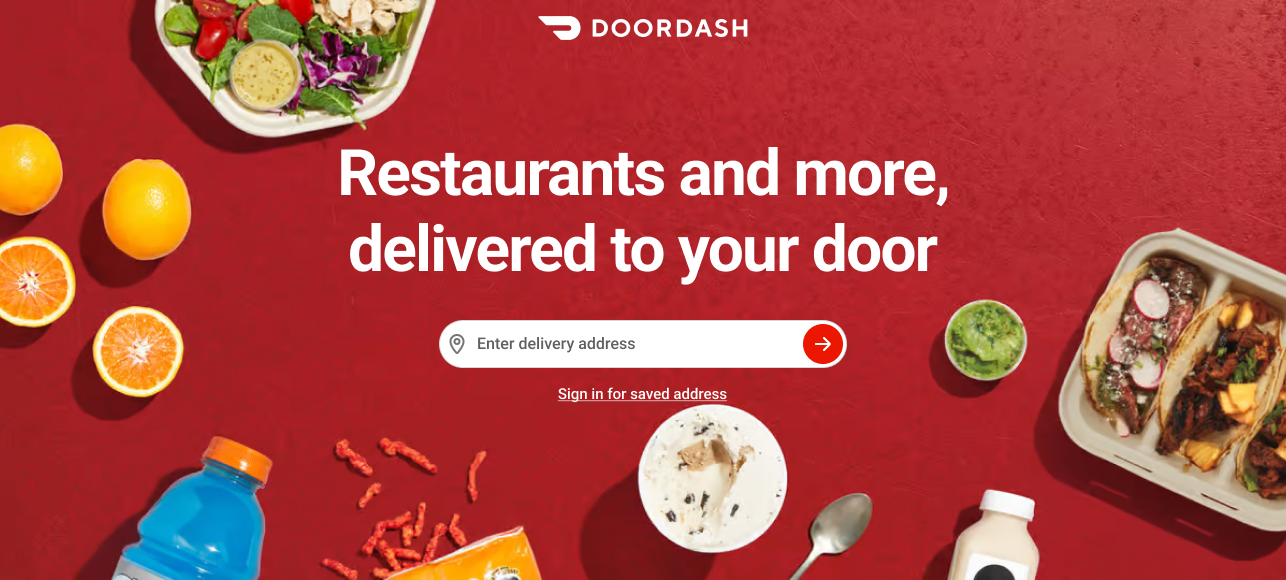 DOORDASH
Restaurants and more,
delivered to your door
Enter delivery address
Sign in for saved address